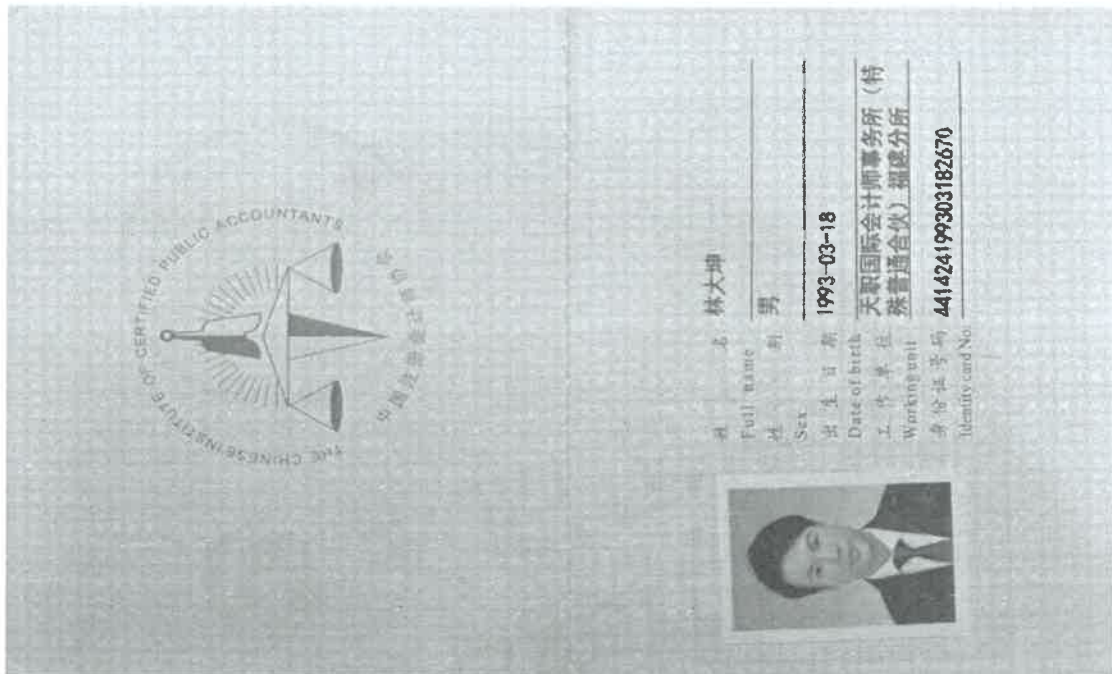 THE CHINESE INSTITUTE OF CERTIFIED PUBLIC ACCOUNTANTS
中国注册会计师协会
姓 名 林大坤
Full name
性 别 男
Sex
出生日期 1993-03-18
Date of birth
工作单位 天职国际会计师事务所（特
殊普通合伙）福建分所
Working unit
身份证号码 441424199303182670
Identity card No.